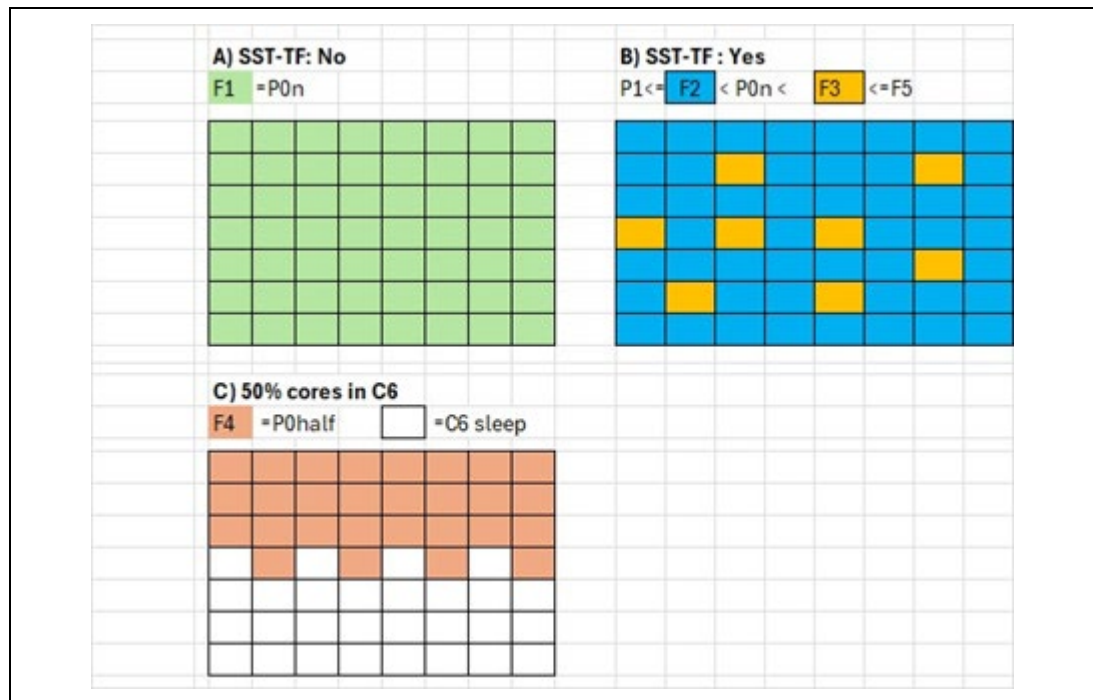 A) SST-TF: No
F1 =P0n
B) SST-TF : Yes
P1<= F2 < P0n < F3 <=F5
C) 50% cores in C6
F4 =P0half =C6 sleep